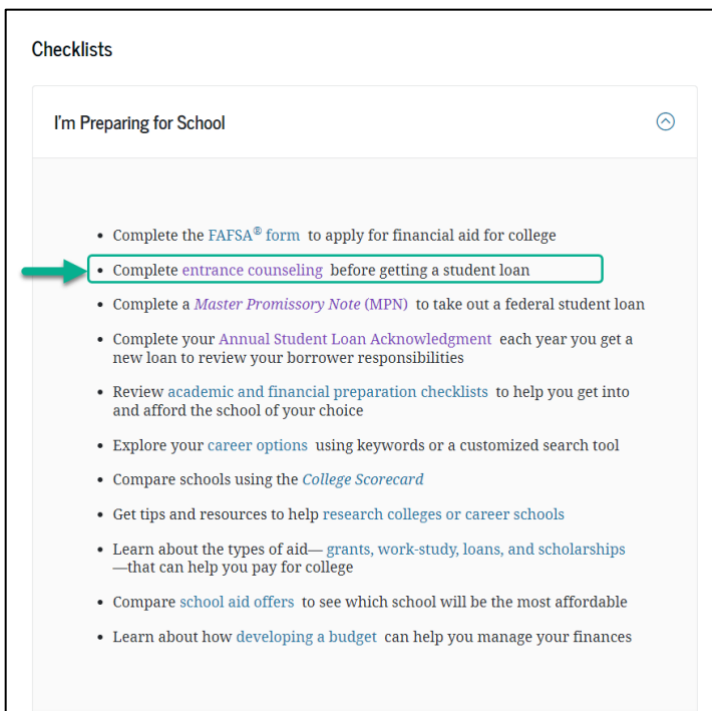 Checklists
I'm Preparing for School
• Complete the FAFSA® form to apply for financial aid for college
• Complete entrance counseling before getting a student loan
• Complete a Master Promissory Note (MPN) to take out a federal student loan
• Complete your Annual Student Loan Acknowledgment each year you get a
new loan to review your borrower responsibilities
• Review academic and financial preparation checklists to help you get into
and afford the school of your choice
• Explore your career options using keywords or a customized search tool
• Compare schools using the College Scorecard
• Get tips and resources to help research colleges or career schools
• Learn about the types of aid— grants, work-study, loans, and scholarships
—that can help you pay for college
• Compare school aid offers to see which school will be the most affordable
• Learn about how developing a budget can help you manage your finances